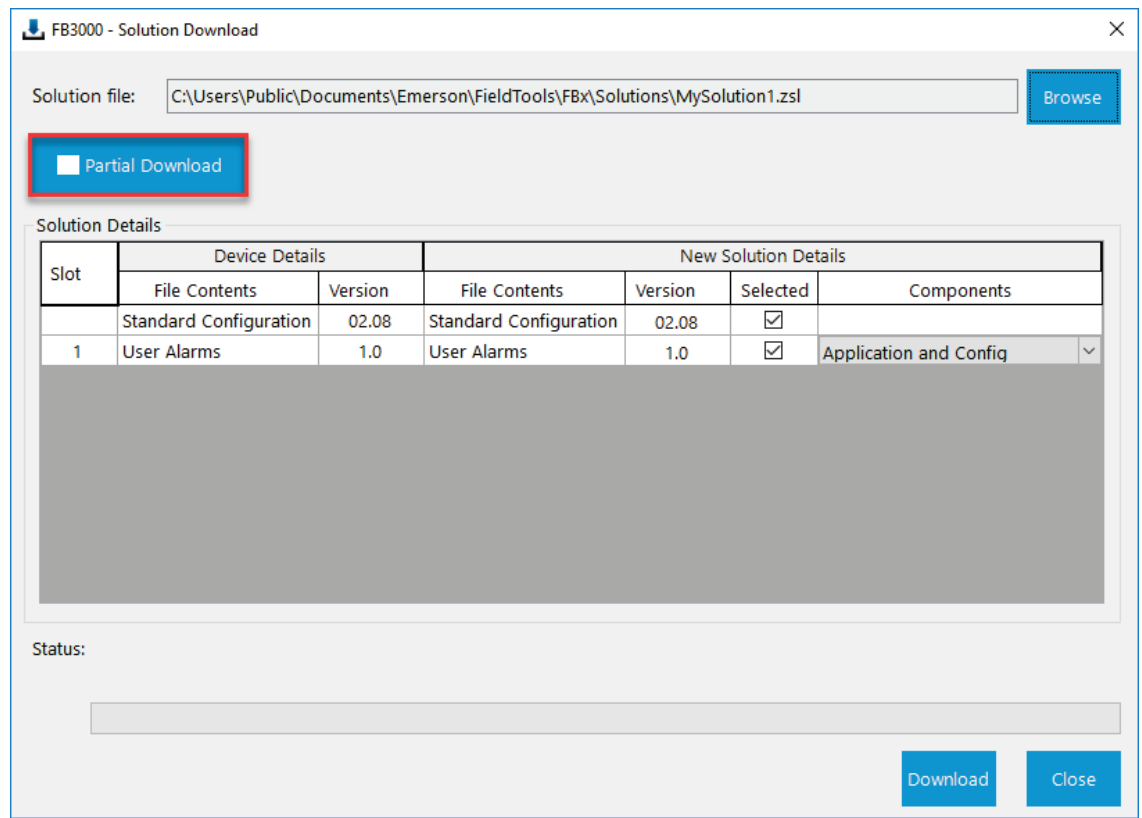 FB3000 - Solution Download
Solution file: C:\Users\Public\Documents\Emerson\FieldTools\FBx\Solutions\MySolution1.zsl Browse
Partial Download
Solution Details
Slot Device Details New Solution Details
File Contents Version File Contents Version Selected Components
Standard Configuration 02.08 Standard Configuration 02.08
1 User Alarms 1.0 User Alarms 1.0 Application and Config
Status:
Download Close